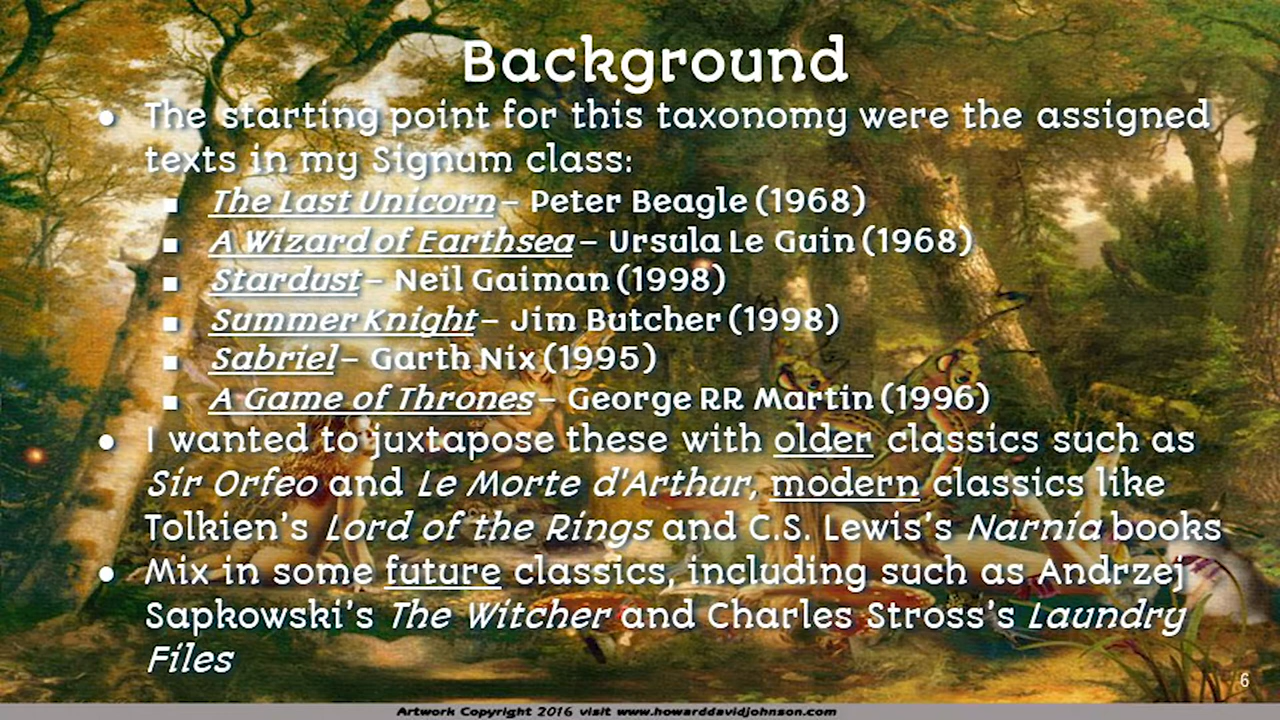 Background
• The starting point for this taxonomy were the assigned
texts in my Signum class:
▪ The Last Unicorn – Peter Beagle (1968)
▪ A Wizard of Earthsea – Ursula Le Guin (1968)
▪ Stardust – Neil Gaiman (1998)
▪ Summer Knight – Jim Butcher (1998)
▪ Sabriel – Garth Nix (1995)
▪ A Game of Thrones – George RR Martin (1996)
• I wanted to juxtapose these with older classics such as
Sir Orfeo and Le Morte d'Arthur, modern classics like
Tolkien's Lord of the Rings and C.S. Lewis's Narnia books
• Mix in some future classics, including such as Andrzej
Sapkowski's The Witcher and Charles Stross's Laundry
Files
6
Artwork Copyright 2016 visit www.howarddavidjohnson.com